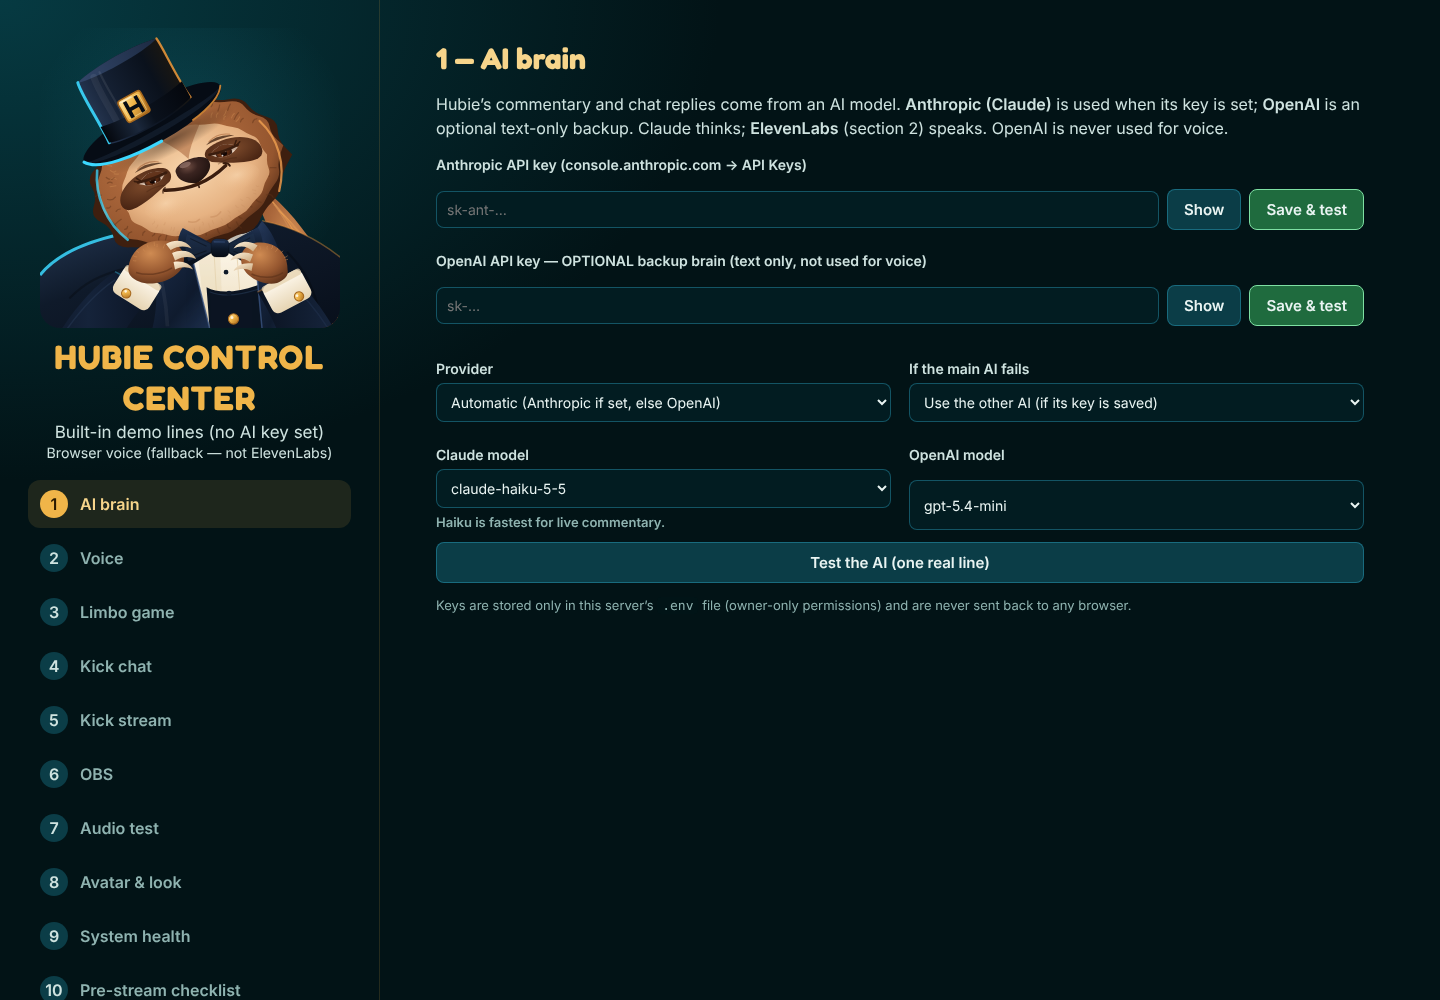 H
HUBIE CONTROL
CENTER
Built-in demo lines (no AI key set)
Browser voice (fallback — not ElevenLabs)
1 AI brain
2 Voice
3 Limbo game
4 Kick chat
5 Kick stream
6 OBS
7 Audio test
8 Avatar & look
9 System health
10 Pre-stream checklist
1 — AI brain
Hubie’s commentary and chat replies come from an AI model. Anthropic (Claude) is used when its key is set; OpenAI is an
optional text-only backup. Claude thinks; ElevenLabs (section 2) speaks. OpenAI is never used for voice.
Anthropic API key (console.anthropic.com → API Keys)
sk-ant-... Show Save & test
OpenAI API key — OPTIONAL backup brain (text only, not used for voice)
sk-... Show Save & test
Provider If the main AI fails
Automatic (Anthropic if set, else OpenAI) Use the other AI (if its key is saved)
Claude model OpenAI model
claude-haiku-5-5 gpt-5.4-mini
Haiku is fastest for live commentary.
Test the AI (one real line)
Keys are stored only in this server’s .env file (owner-only permissions) and are never sent back to any browser.